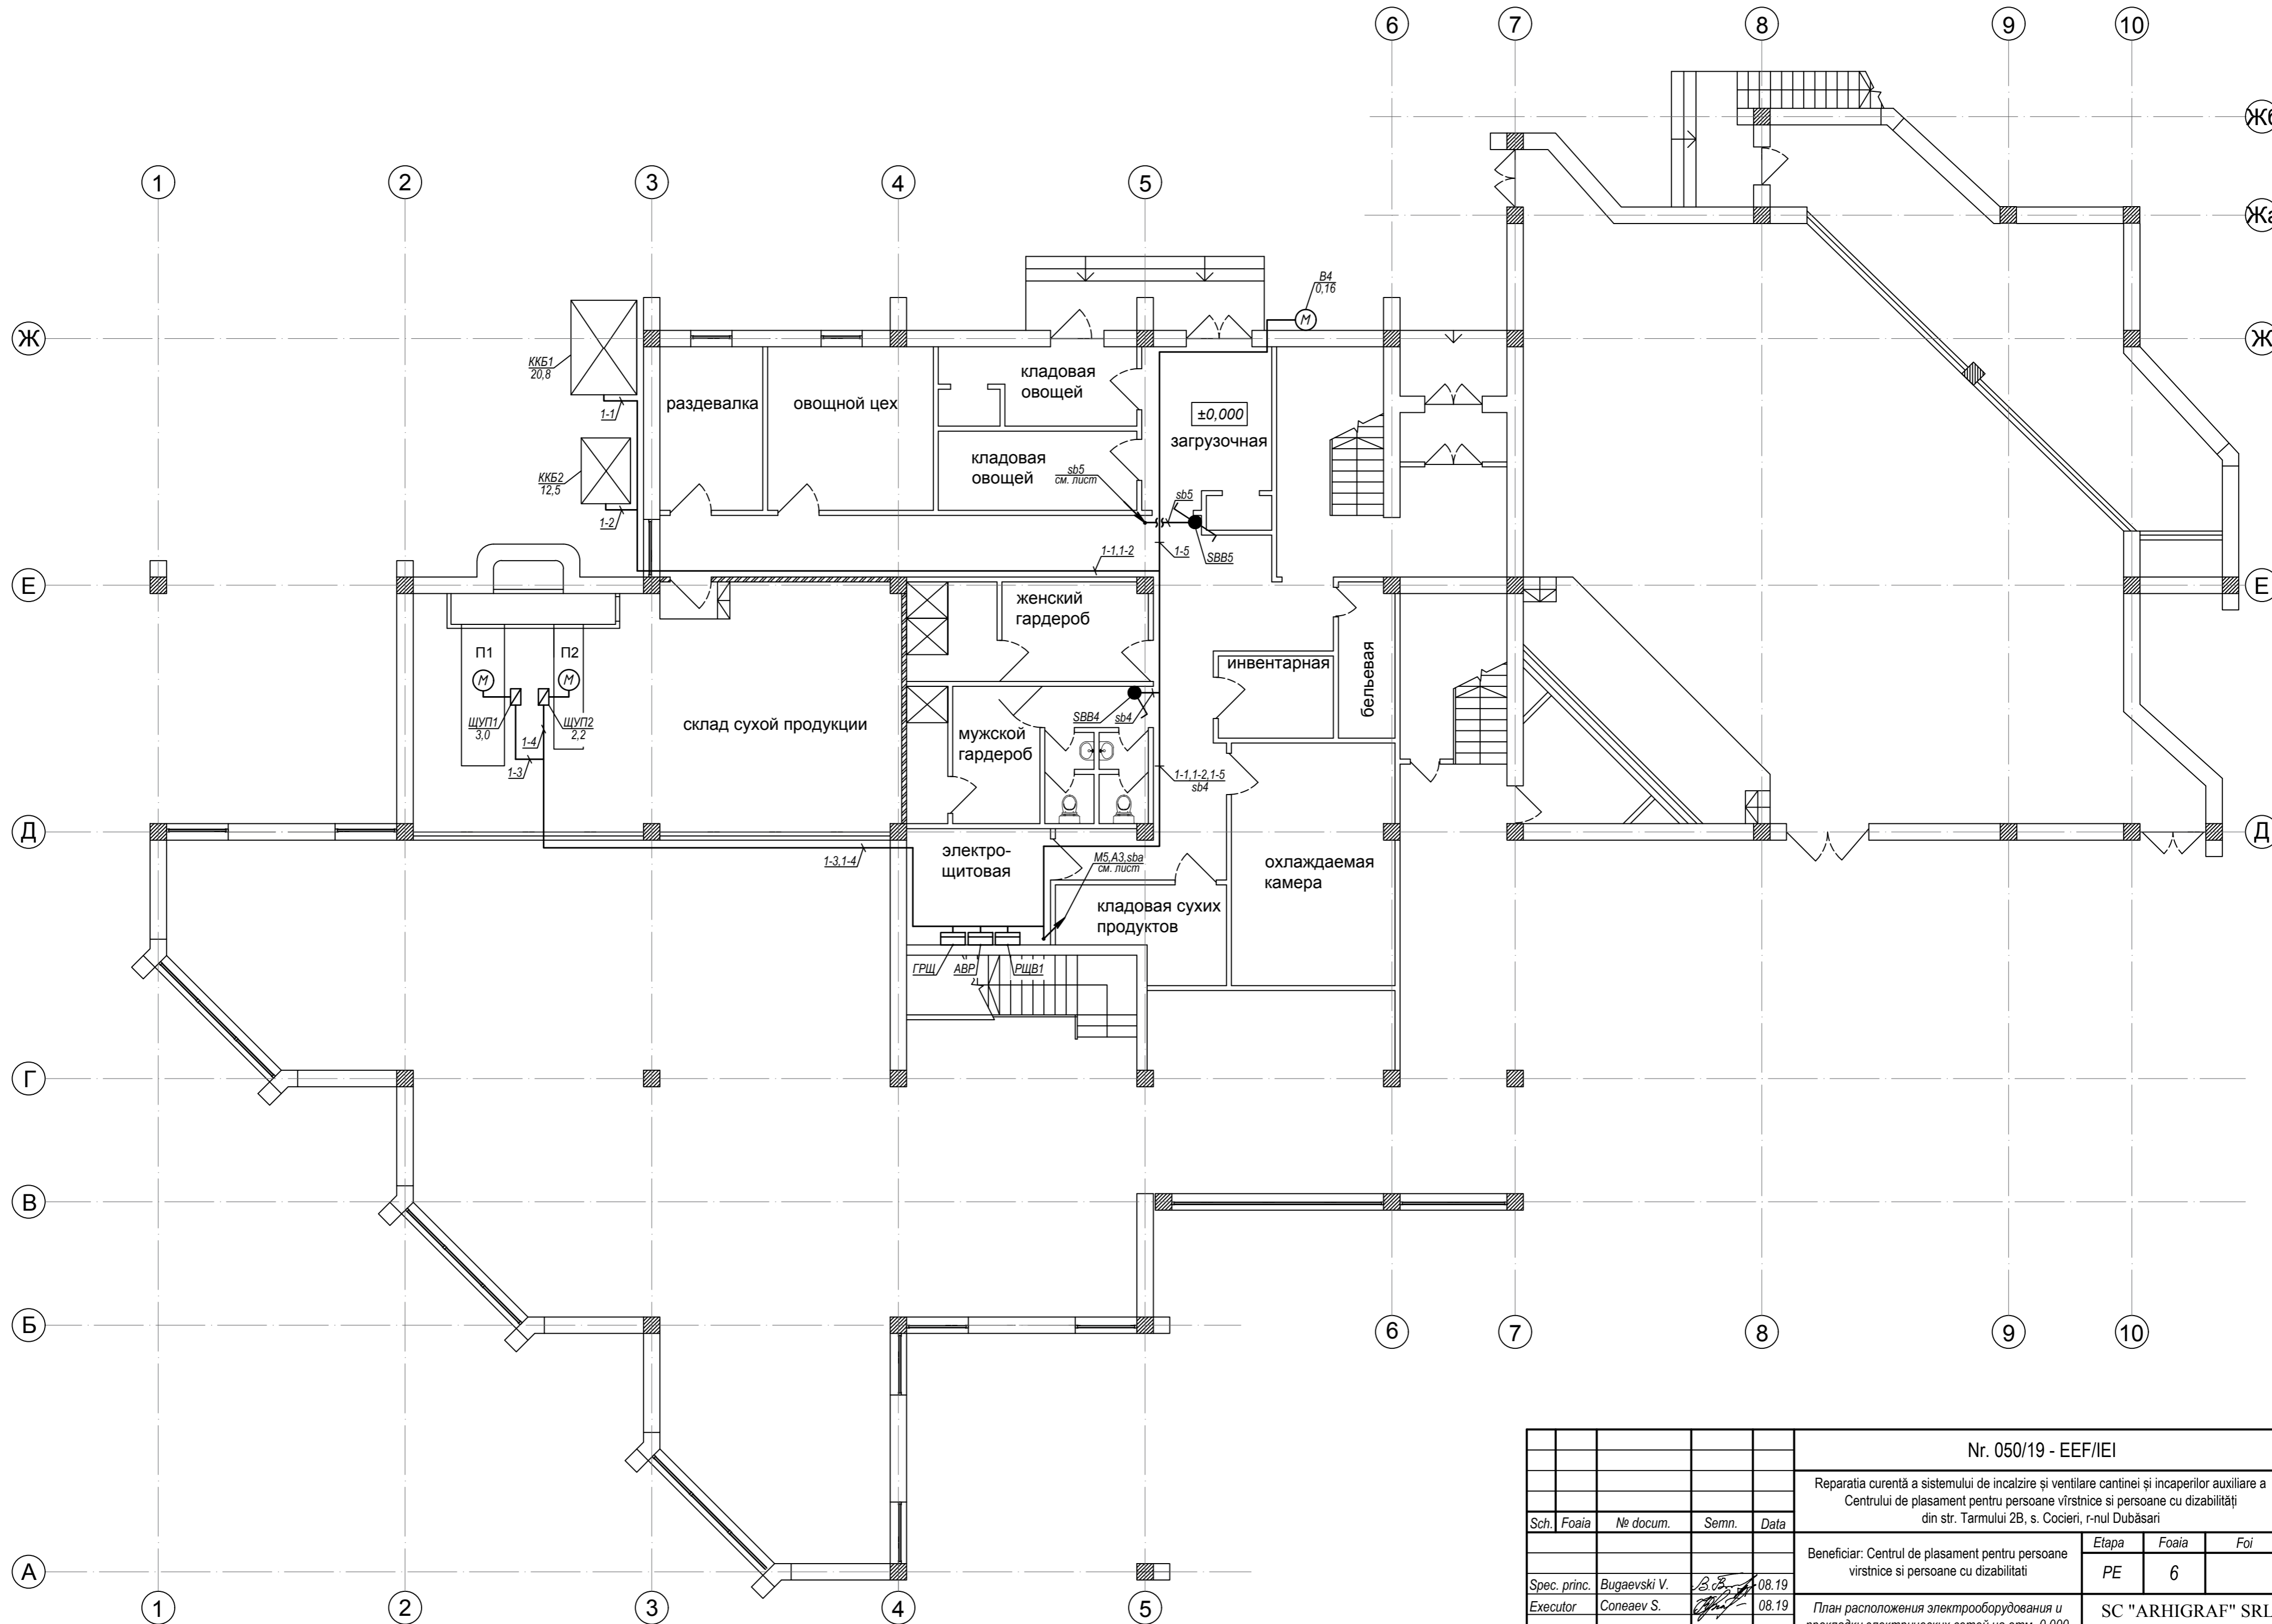 6
7
8
9
10
Жб
Жа
1
2
3
4
5
В4
0,16
Ж
Ж
ККБ1
20,8
1-1
раздевалка
овощной цех
кладовая
овощей
±0,000
загрузочная
кладовая
овощей
sb5
см. лист
sb5
ККБ2
12,5
1-2
1-1,1-2
1-5
SBB5
Е
Е
женский
гардероб
П1
П2
М
М
М
инвентарная
бельевая
ЩУП1
3,0
ЩУП2
2,2
1-4
1-3
склад сухой продукции
SBB4
sb4
мужской
гардероб
1-1,1-2,1-5
sb4
Д
Д
1-3,1-4
электро-
щитовая
М5,А3,sba
см. лист
охлаждаемая
камера
кладовая сухих
продуктов
ГРЩ
АВР
РЩВ1
Г
В
Б
6
7
8
9
10
А
1
2
3
4
5
Nr. 050/19 - EEF/IEI
Reparatia curentă a sistemului de incalzire și ventilare cantinei și incaperilor auxiliare a
Centrului de plasament pentru persoane vîrstnice si persoane cu dizabilități
din str. Tarmului 2B, s. Cocieri, r-nul Dubăsari
Sch.
Foaia
№ docum.
Semn.
Data
Beneficiar: Centrul de plasament pentru persoane
virstnice si persoane cu dizabilitati
Etapa
Foaia
Foi
PE
6
Spec. princ.
Bugaevski V.
08.19
Executor
Coneaev S.
08.19
План расположения электрооборудования и
прокладки электрических сетей на отм. 0,000
SC "ARHIGRAF" SRL